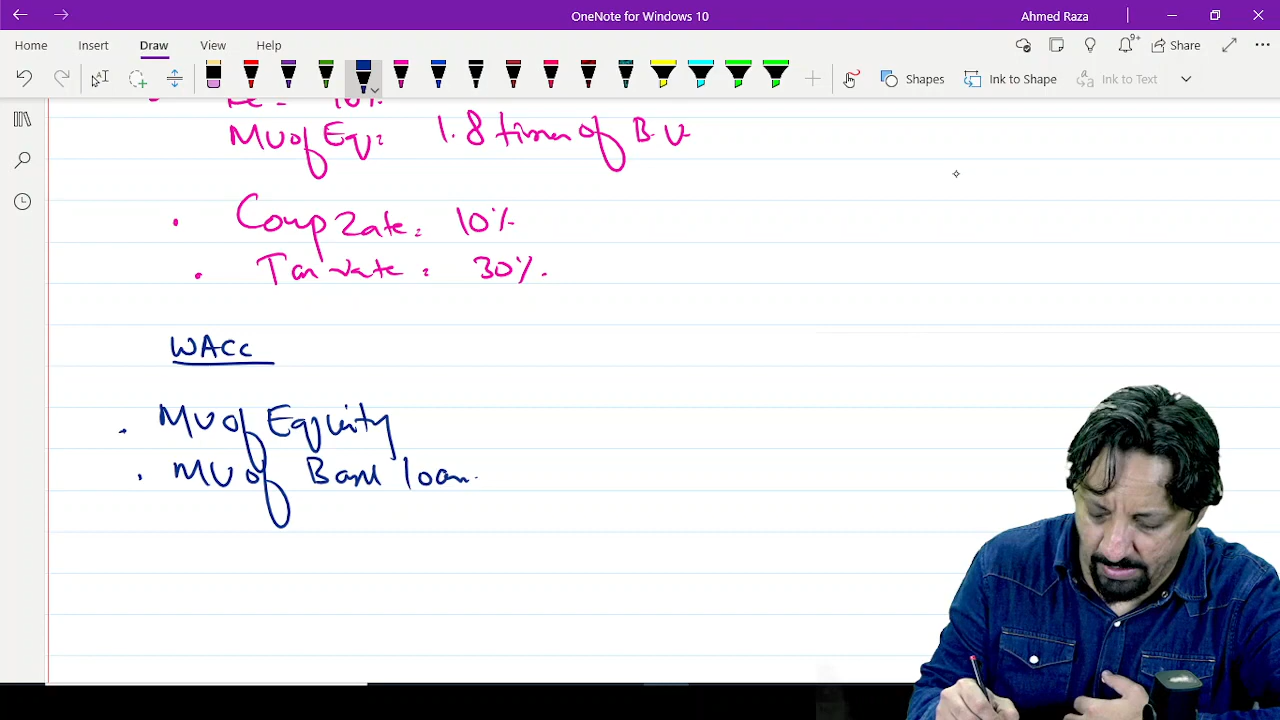 OneNote for Windows 10
Ahmed Raza
Home Insert Draw View Help
Share
Shapes
Ink to Shape
Ink to Text
10%
MV of Eq: 1.8 times of B.V
. Coup Rate: 10%
. Tax rate: 30%.
WACC
. MV of Equity
. MV of Bank loan.